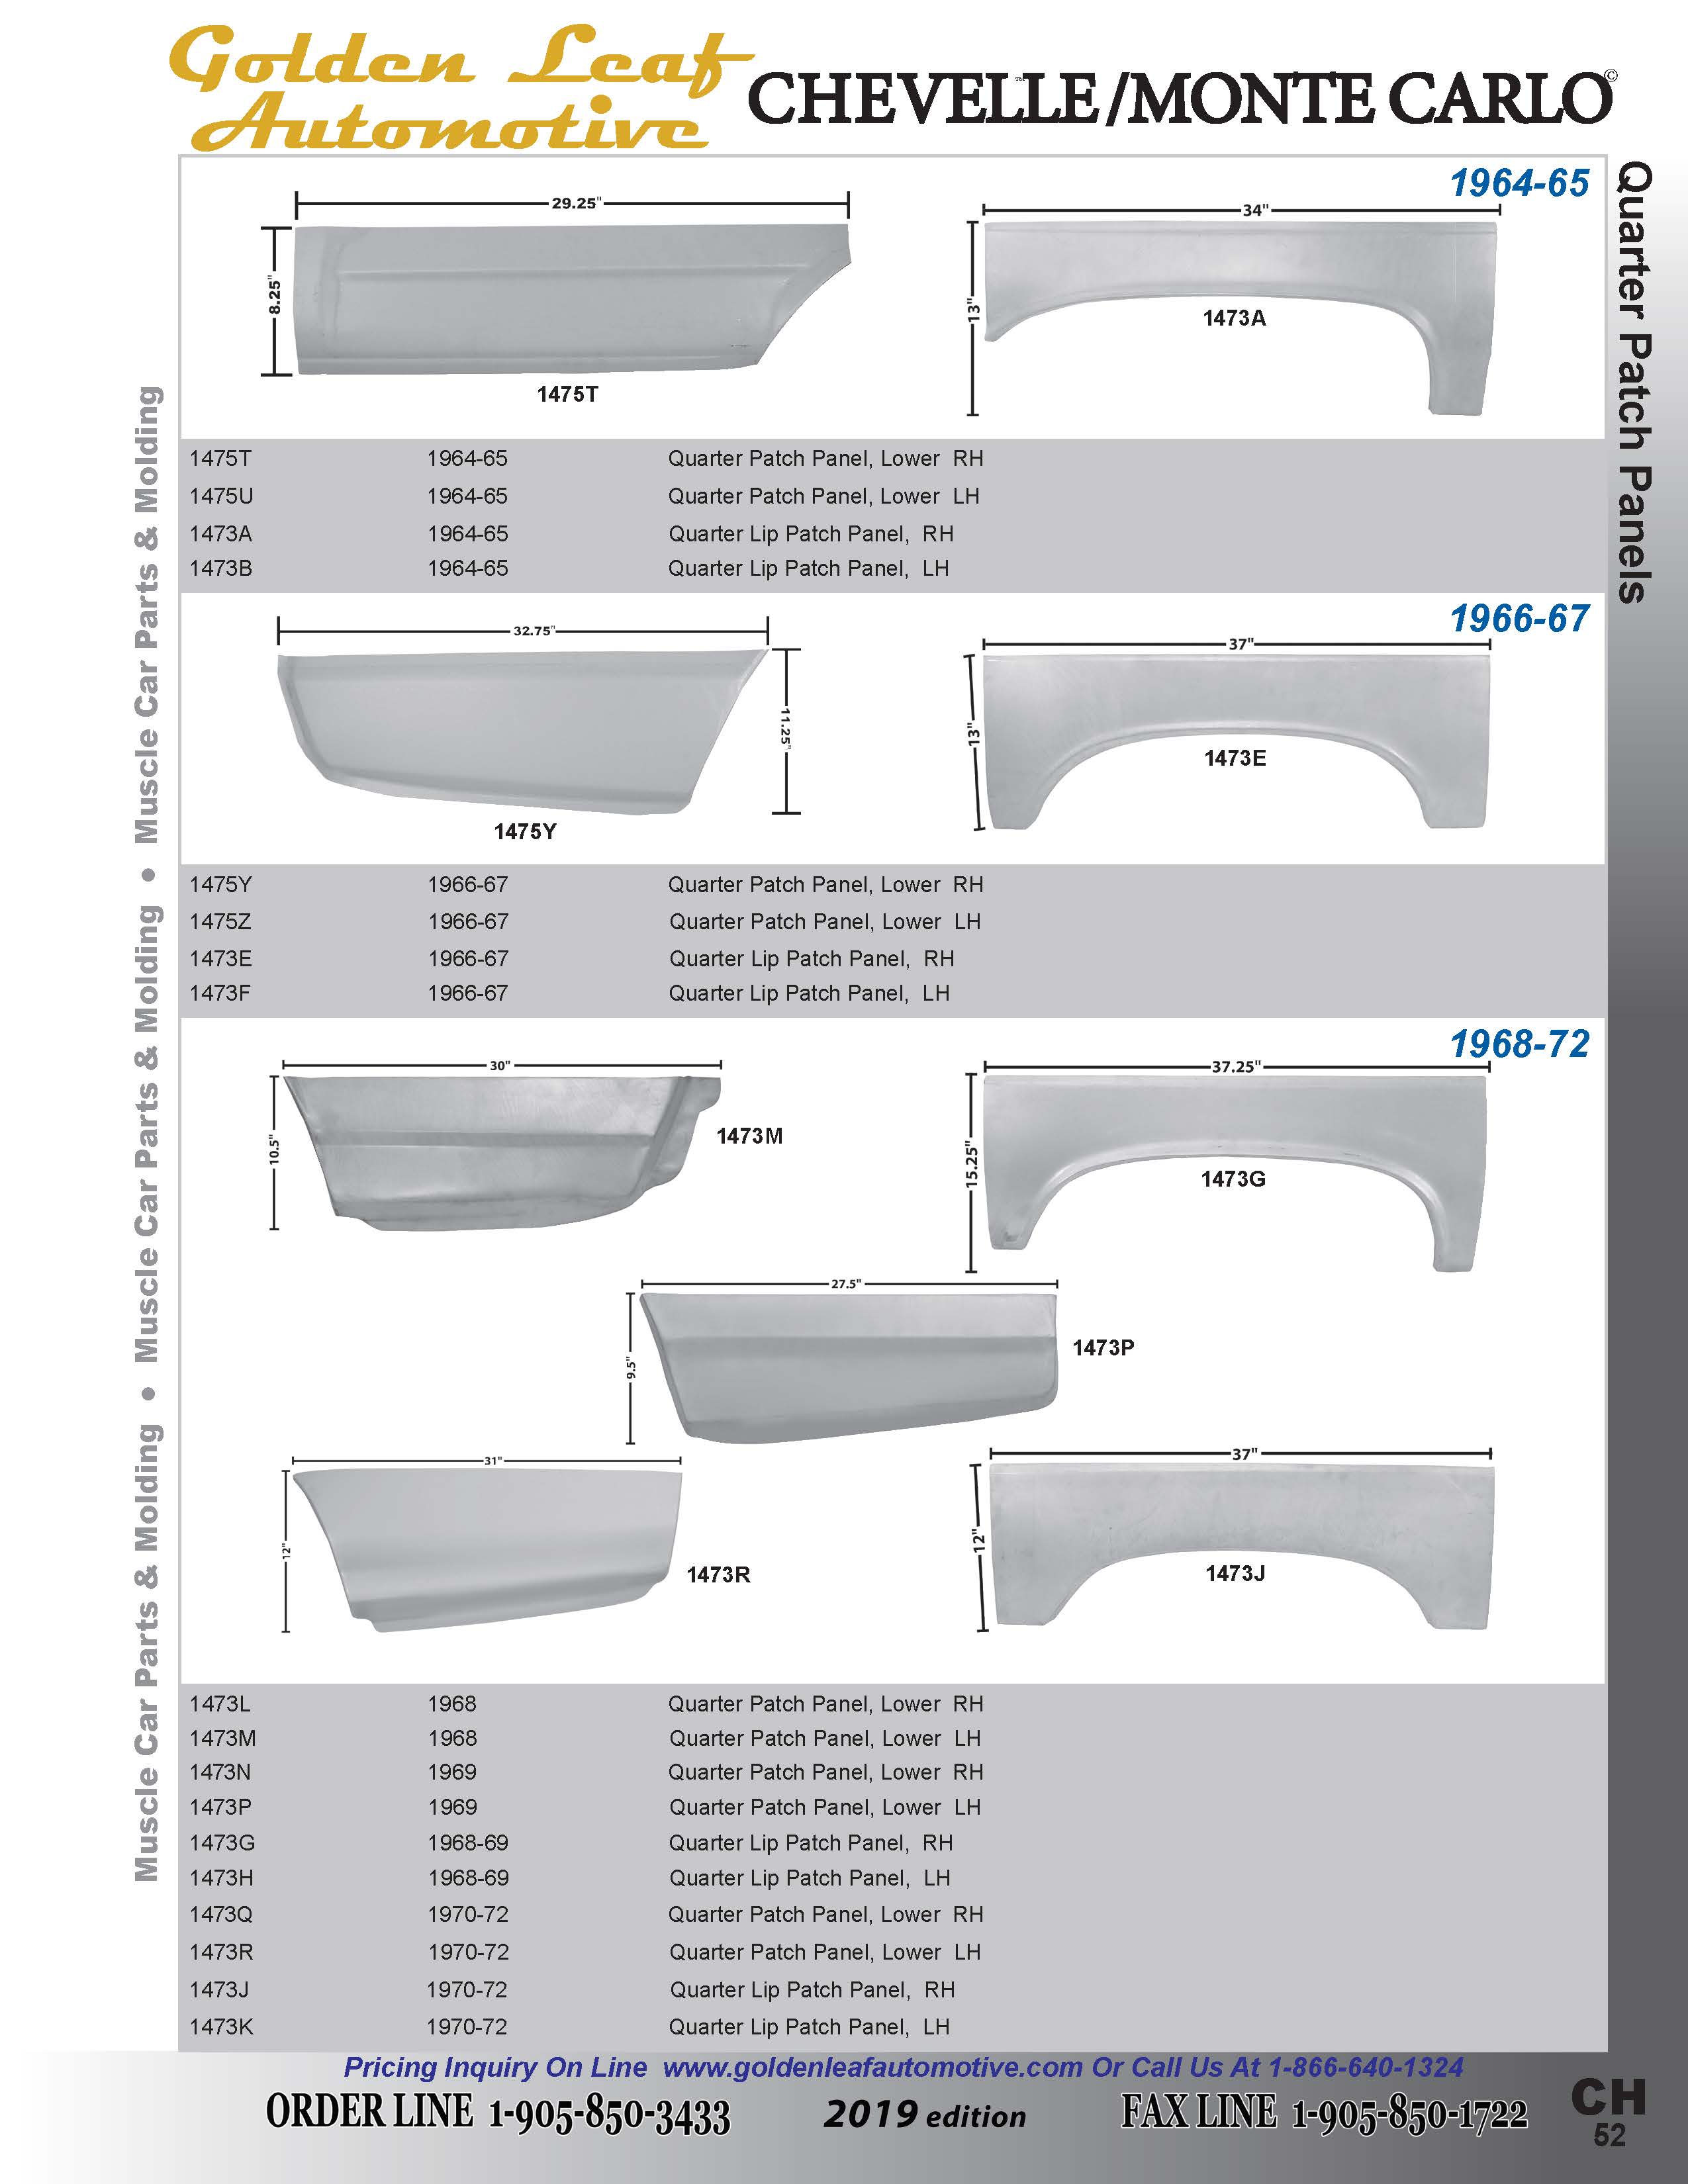 Golden Leaf
Automotive
CHEVELLE™/MONTE CARLO©
Quarter Patch Panels
Muscle Car Parts & Molding • Muscle Car Parts & Molding • Muscle Car Parts & Molding
1964-65
29.25"
8.25"
1475T
34"
13"
1473A
1475T 1964-65 Quarter Patch Panel, Lower RH
1475U 1964-65 Quarter Patch Panel, Lower LH
1473A 1964-65 Quarter Lip Patch Panel, RH
1473B 1964-65 Quarter Lip Patch Panel, LH
1966-67
32.75"
11.25"
1475Y
37"
13"
1473E
1475Y 1966-67 Quarter Patch Panel, Lower RH
1475Z 1966-67 Quarter Patch Panel, Lower LH
1473E 1966-67 Quarter Lip Patch Panel, RH
1473F 1966-67 Quarter Lip Patch Panel, LH
1968-72
30"
10.5"
1473M
37.25"
15.25"
1473G
27.5"
9.5"
1473P
31"
12"
1473R
37"
12"
1473J
1473L 1968 Quarter Patch Panel, Lower RH
1473M 1968 Quarter Patch Panel, Lower LH
1473N 1969 Quarter Patch Panel, Lower RH
1473P 1969 Quarter Patch Panel, Lower LH
1473G 1968-69 Quarter Lip Patch Panel, RH
1473H 1968-69 Quarter Lip Patch Panel, LH
1473Q 1970-72 Quarter Patch Panel, Lower RH
1473R 1970-72 Quarter Patch Panel, Lower LH
1473J 1970-72 Quarter Lip Patch Panel, RH
1473K 1970-72 Quarter Lip Patch Panel, LH
Pricing Inquiry On Line www.goldenleafautomotive.com Or Call Us At 1-866-640-1324
ORDER LINE 1-905-850-3433 2019 edition FAX LINE 1-905-850-1722
CH
52